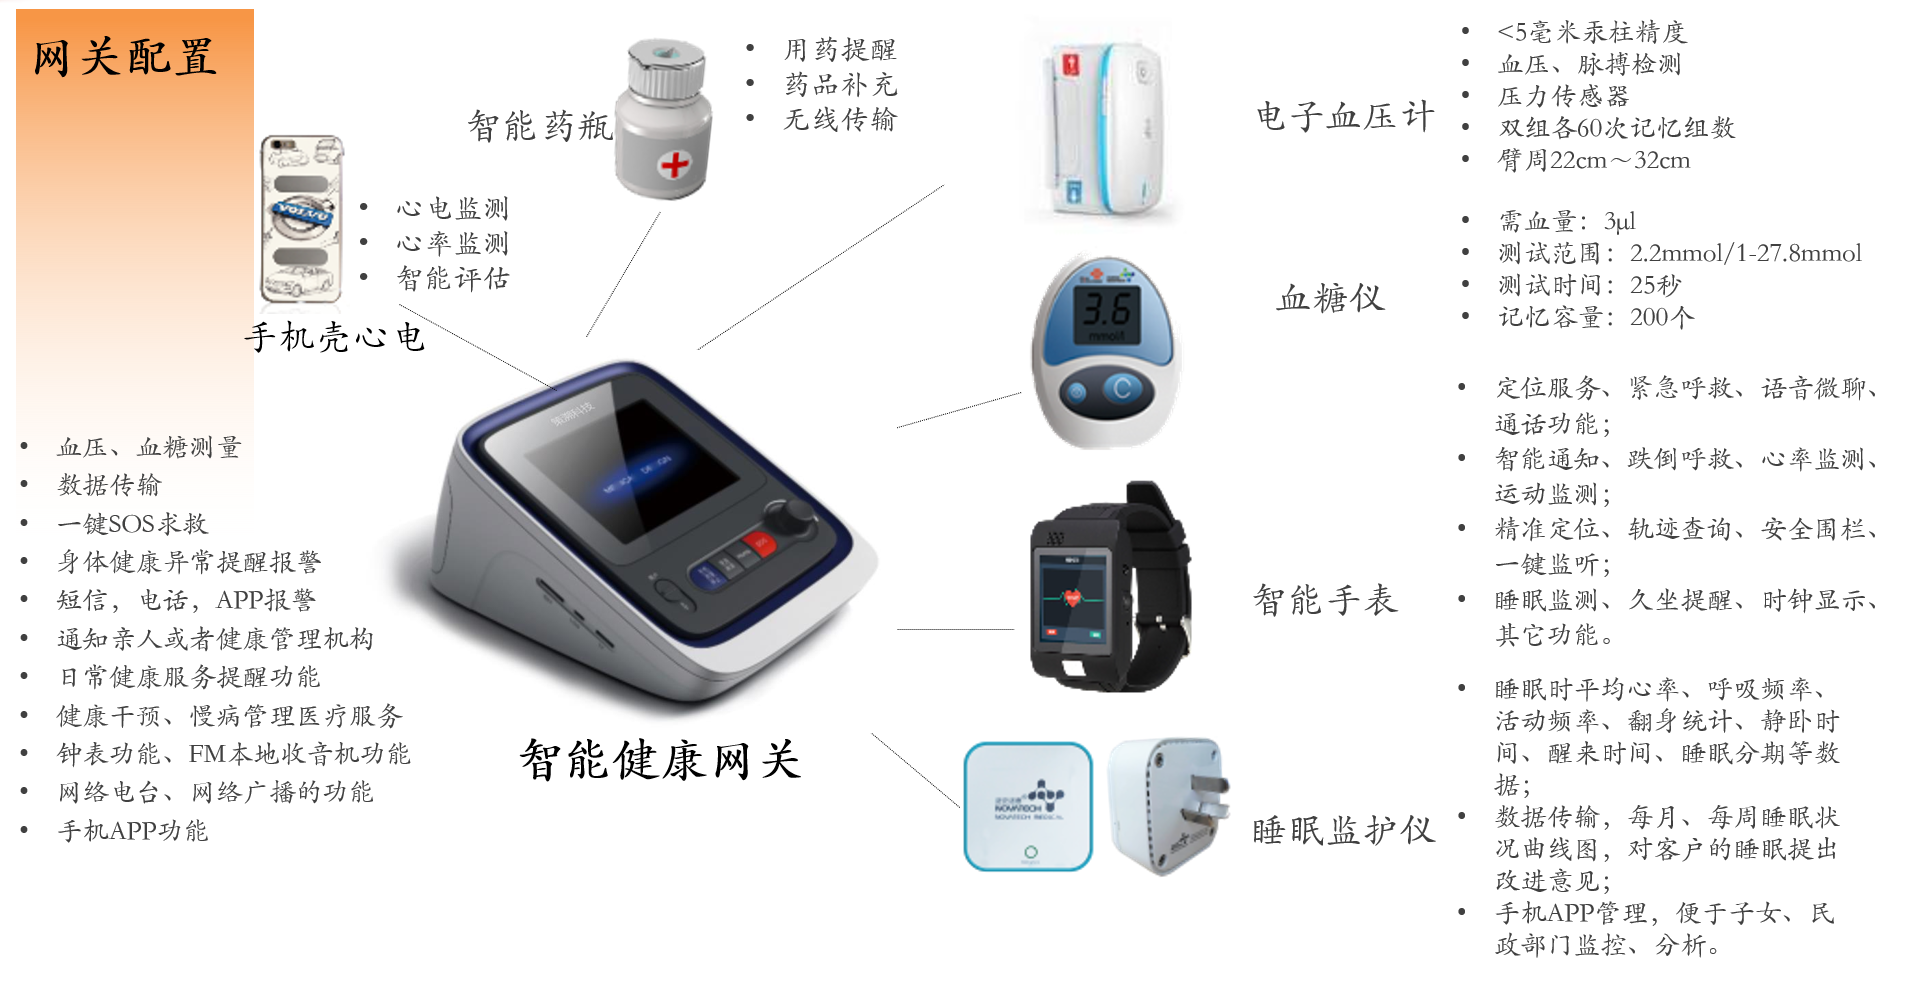 网关配置
智能药瓶
• 用药提醒
• 药品补充
• 无线传输
VOLVO
• 心电监测
• 心率监测
• 智能评估
手机壳心电
• 血压、血糖测量
• 数据传输
• 一键SOS求救
• 身体健康异常提醒报警
• 短信，电话，APP报警
• 通知亲人或者健康管理机构
• 日常健康服务提醒功能
• 健康干预、慢病管理医疗服务
• 钟表功能、FM本地收音机功能
• 网络电台、网络广播的功能
• 手机APP功能
MEDICAL DESIGN
SOS
智能健康网关
电子血压计
• <5毫米汞柱精度
• 血压、脉搏检测
• 压力传感器
• 双组各60次记忆组数
• 臂周22cm～32cm
3.6
mmol/l
C
血糖仪
• 需血量：3μl
• 测试范围：2.2mmol/1-27.8mmol
• 测试时间：25秒
• 记忆容量：200个
智能手表
• 定位服务、紧急呼救、语音微聊、
通话功能；
• 智能通知、跌倒呼救、心率监测、
运动监测；
• 精准定位、轨迹查询、安全围栏、
一键监听；
• 睡眠监测、久坐提醒、时钟显示、
其它功能。
NOVATECH
NOVATECH MEDICAL
睡眠监护仪
• 睡眠时平均心率、呼吸频率、
活动频率、翻身统计、静卧时
间、醒来时间、睡眠分期等数
据；
• 数据传输，每月、每周睡眠状
况曲线图，对客户的睡眠提出
改进意见；
• 手机APP管理，便于子女、民
政部门监控、分析。